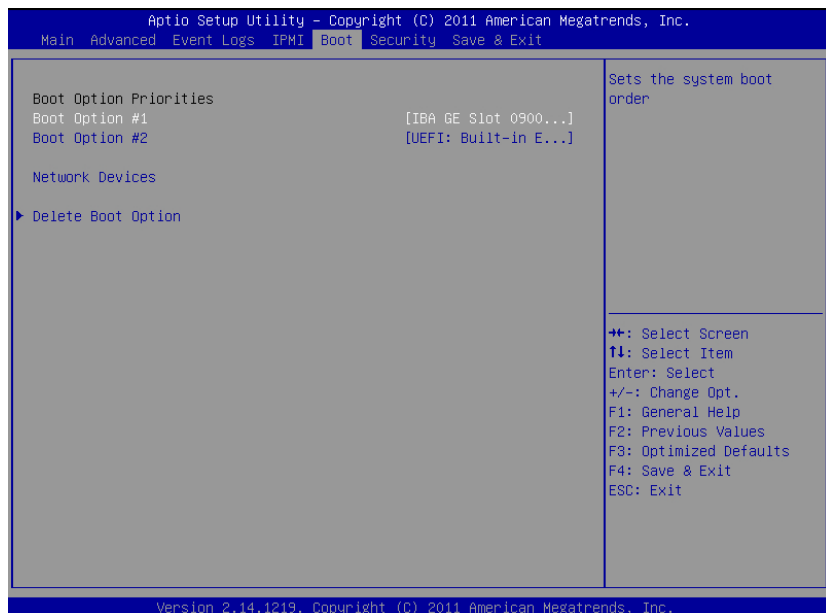 Aptio Setup Utility – Copyright (C) 2011 American Megatrends, Inc.
Main Advanced Event Logs IPMI Boot Security Save & Exit
Boot Option Priorities
Boot Option #1 [IBA GE Slot 0900...]
Boot Option #2 [UEFI: Built-in E...]
Network Devices
▶ Delete Boot Option
Sets the system boot
order
→←: Select Screen
↑↓: Select Item
Enter: Select
+/-: Change Opt.
F1: General Help
F2: Previous Values
F3: Optimized Defaults
F4: Save & Exit
ESC: Exit
Version 2.14.1219. Copyright (C) 2011 American Megatrends, Inc.